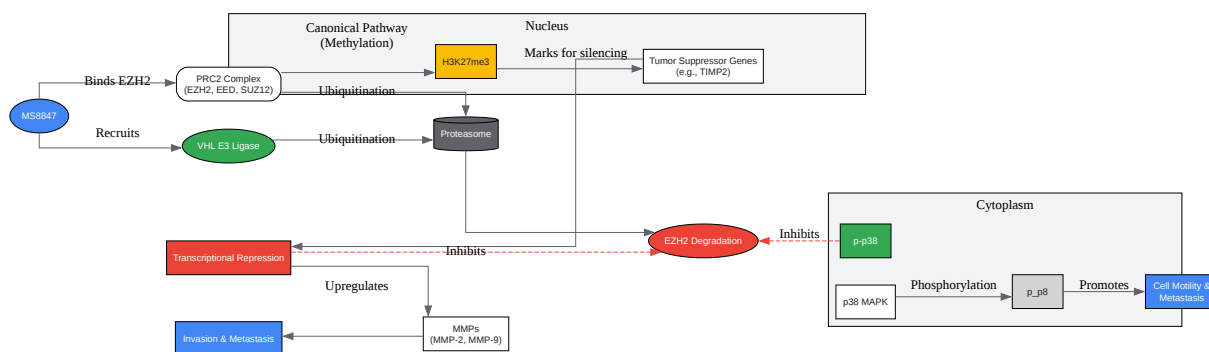 Nucleus
Canonical Pathway
(Methylation)
H3K27me3
Marks for silencing
Tumor Suppressor Genes
(e.g., TIMP2)
Binds EZH2
PRC2 Complex
(EZH2, EED, SUZ12)
Ubiquitination
MS8847
Recruits
VHL E3 Ligase
Ubiquitination
Proteasome
Cytoplasm
EZH2 Degradation
Inhibits
p-p38
Transcriptional Repression
Inhibits
Upregulates
p38 MAPK
Phosphorylation
p_p8
Promotes
Cell Motility &
Metastasis
Invasion & Metastasis
MMPs
(MMP-2, MMP-9)